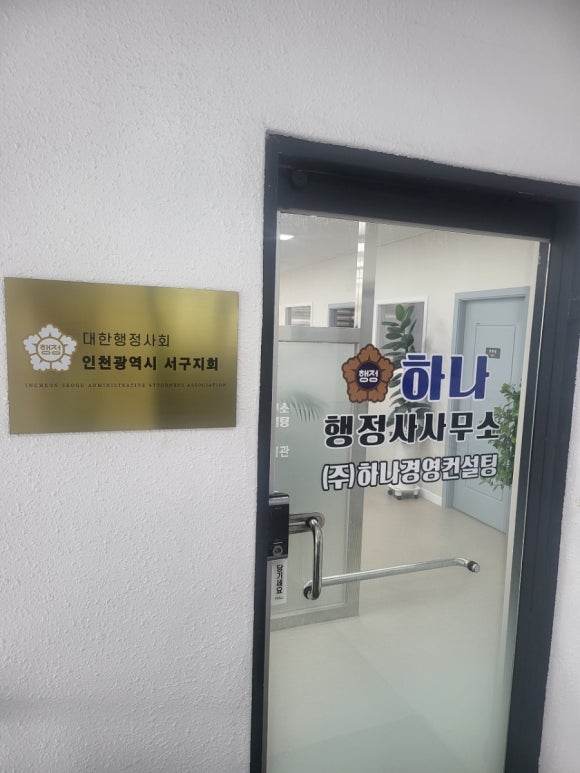 행정
대한행정사회
인천광역시 서구지회
INCHEON SEOGU ADMINISTRATIVE ATTORNEYS ASSOCIATION
행정
하나
행정사사무소
(주)하나경영컨설팅
당기세요